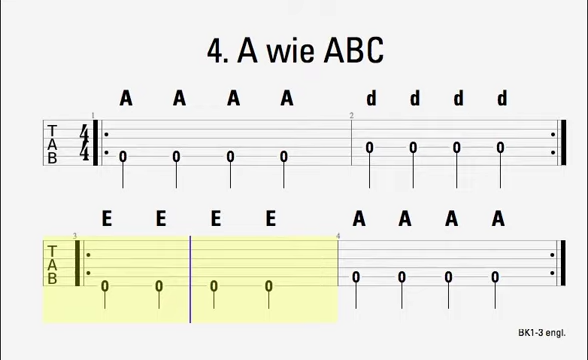 4. A wie ABC
A A A A d d d d
1 2
T
A
B
4
4
0 0 0 0 0 0 0 0
E E E E A A A A
3 4
T
A
B
0 0 0 0 0 0 0 0
BK1-3 engl.